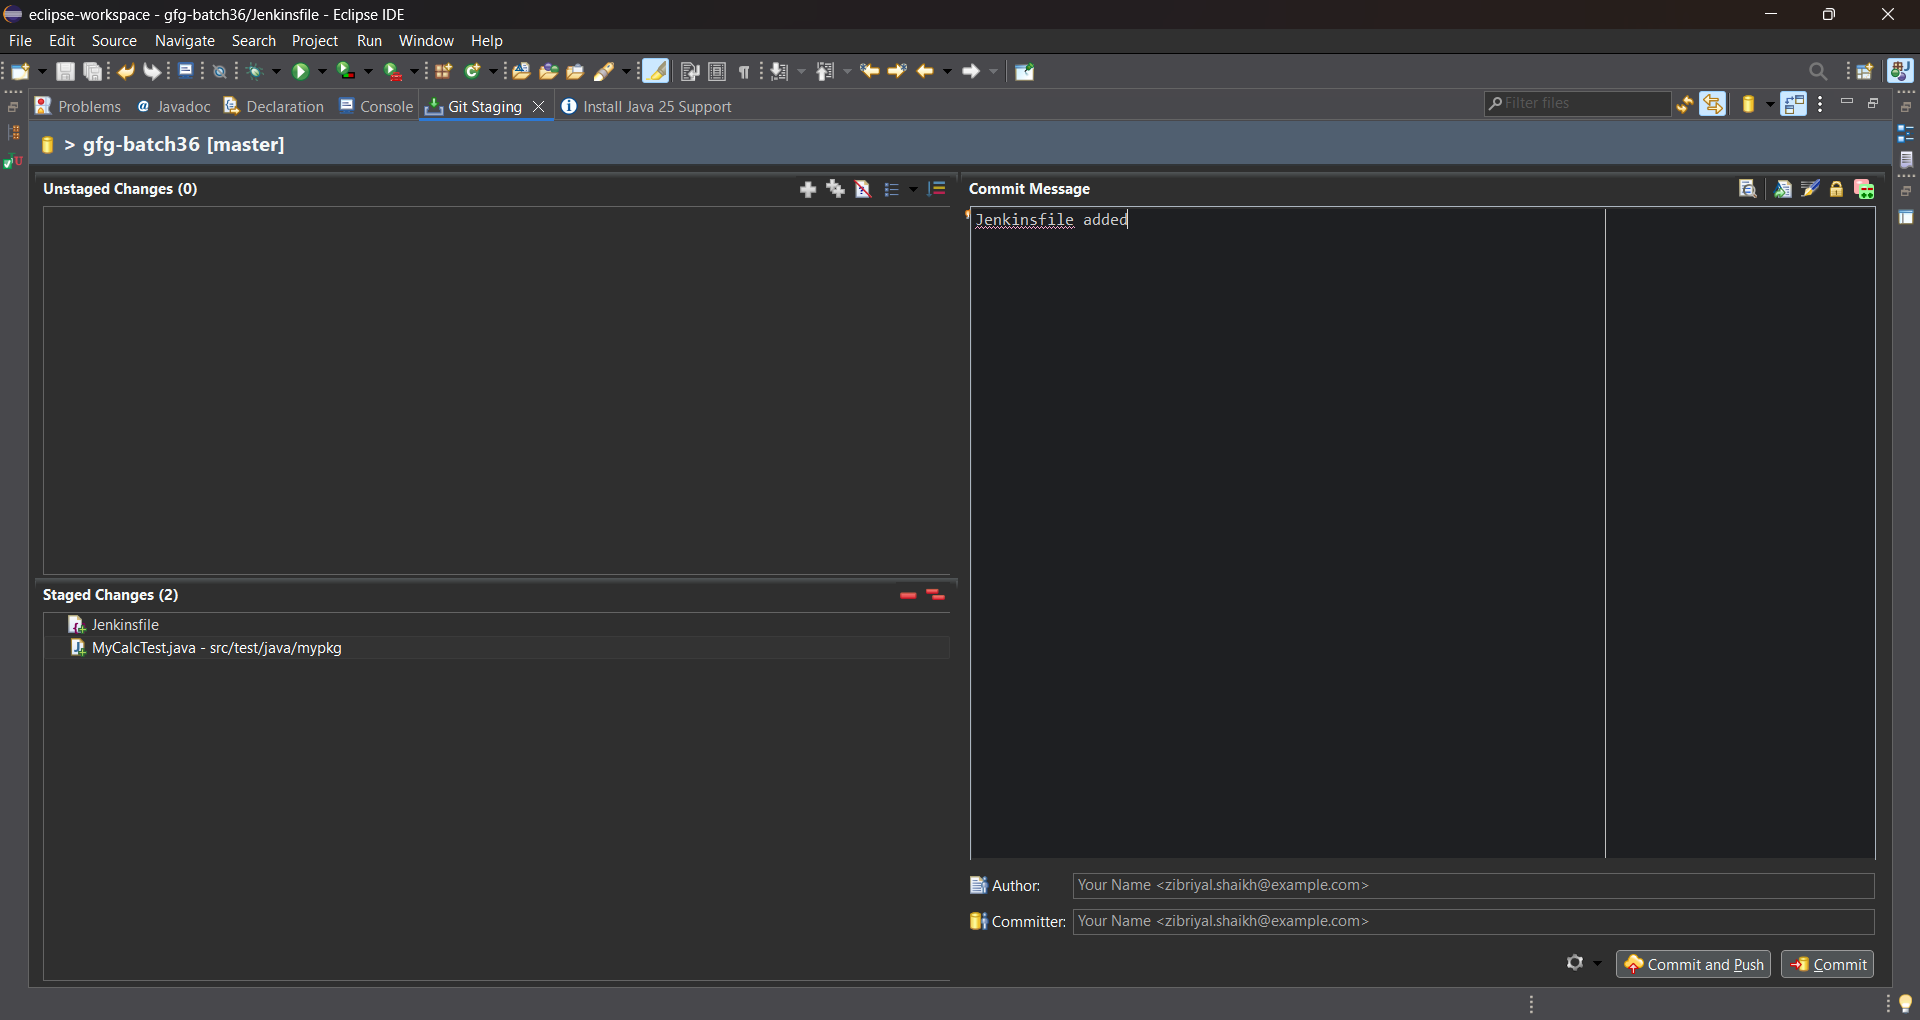 eclipse-workspace - gfg-batch36/Jenkinsfile - Eclipse IDE
File Edit Source Navigate Search Project Run Window Help
Problems @ Javadoc Declaration Console Git Staging Install Java 25 Support Filter files
> gfg-batch36 [master]
Unstaged Changes (0)
Commit Message
Jenkinsfile added
Staged Changes (2)
Jenkinsfile
MyCalcTest.java - src/test/java/mypkg
Author: Your Name <zibriyal.shaikh@example.com>
Committer: Your Name <zibriyal.shaikh@example.com>
Commit and Push Commit